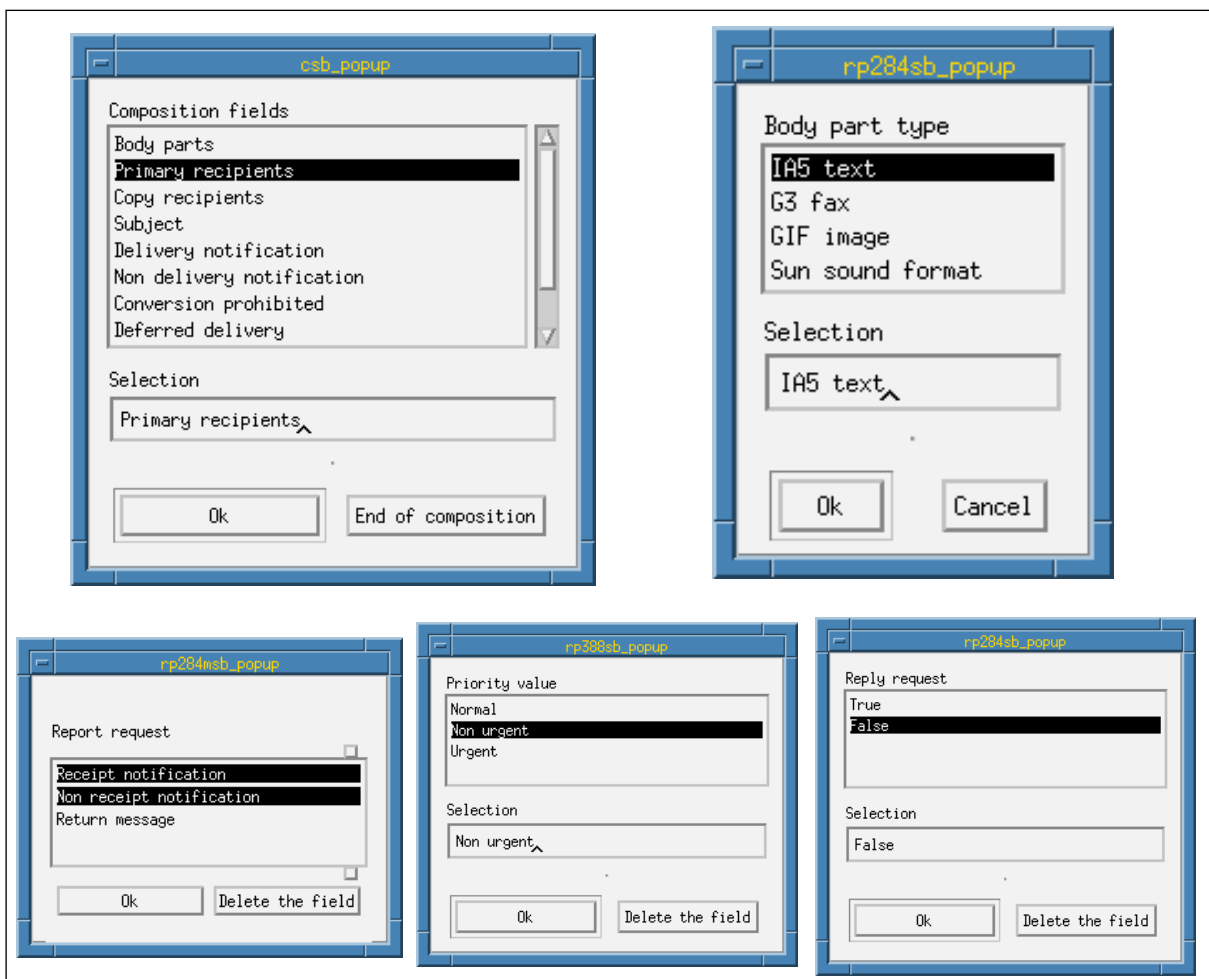 csb_popup
Composition fields
Body parts
Primary recipients
Copy recipients
Subject
Delivery notification
Non delivery notification
Conversion prohibited
Deferred delivery
Selection
Primary recipients
Ok
End of composition
rp284sb_popup
Body part type
IA5 text
G3 fax
GIF image
Sun sound format
Selection
IA5 text
Ok
Cancel
rp284msb_popup
Report request
Receipt notification
Non receipt notification
Return message
Ok
Delete the field
rp388sb_popup
Priority value
Normal
Non urgent
Urgent
Selection
Non urgent
Ok
Delete the field
rp284sb_popup
Reply request
True
False
Selection
False
Ok
Delete the field